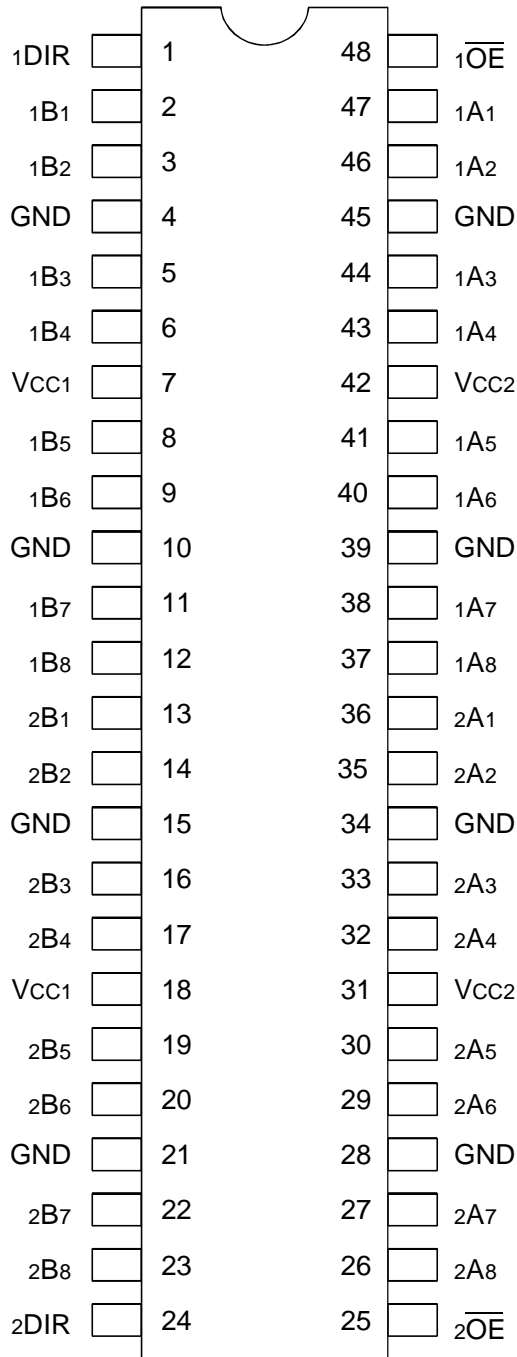 1DIR 1 48 1OE
1B1 2 47 1A1
1B2 3 46 1A2
GND 4 45 GND
1B3 5 44 1A3
1B4 6 43 1A4
VCC1 7 42 VCC2
1B5 8 41 1A5
1B6 9 40 1A6
GND 10 39 GND
1B7 11 38 1A7
1B8 12 37 1A8
2B1 13 36 2A1
2B2 14 35 2A2
GND 15 34 GND
2B3 16 33 2A3
2B4 17 32 2A4
VCC1 18 31 VCC2
2B5 19 30 2A5
2B6 20 29 2A6
GND 21 28 GND
2B7 22 27 2A7
2B8 23 26 2A8
2DIR 24 25 2OE